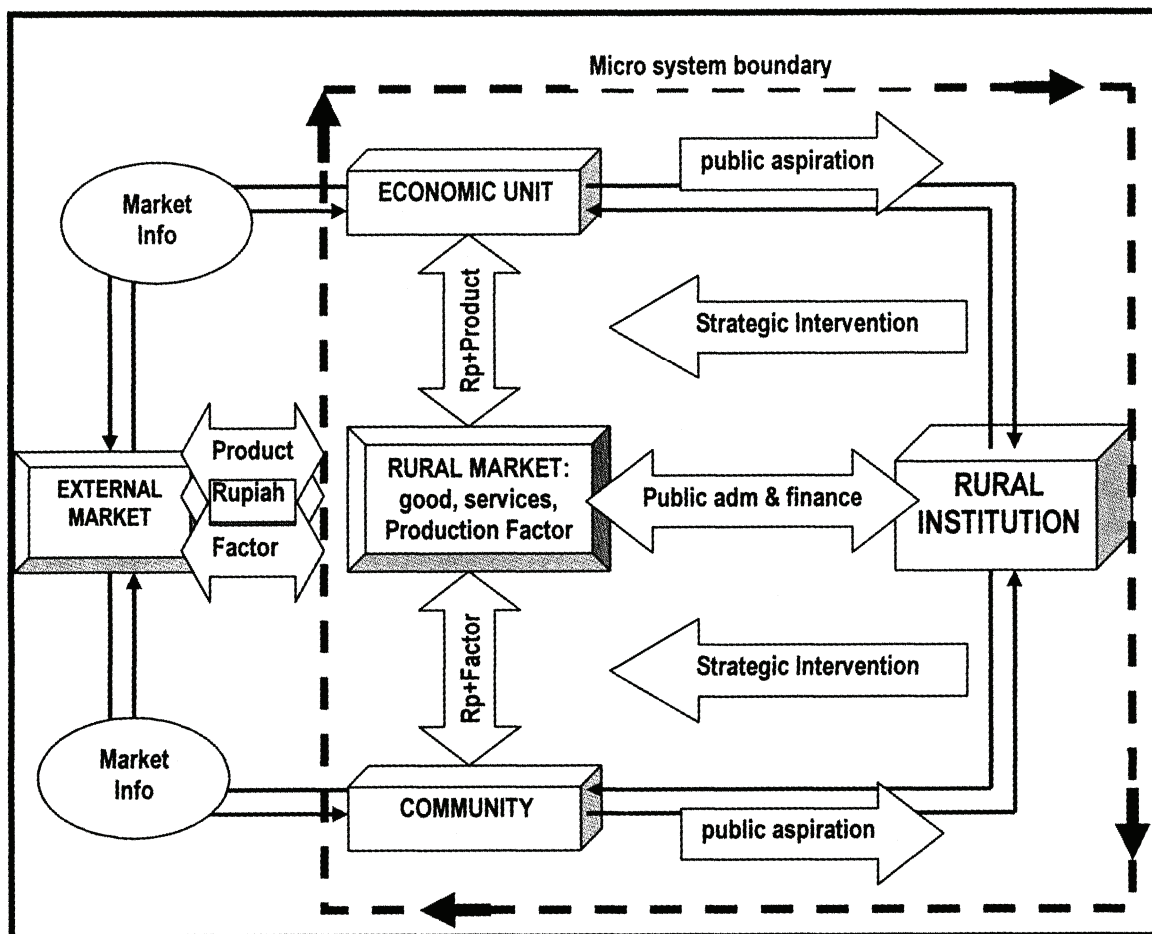 Micro system boundary
Market
Info
ECONOMIC UNIT
public aspiration
Rp+Product
Strategic Intervention
EXTERNAL
MARKET
Product
Rupiah
Factor
RURAL MARKET:
good, services,
Production Factor
Public adm & finance
RURAL
INSTITUTION
Rp+Factor
Strategic Intervention
Market
Info
COMMUNITY
public aspiration